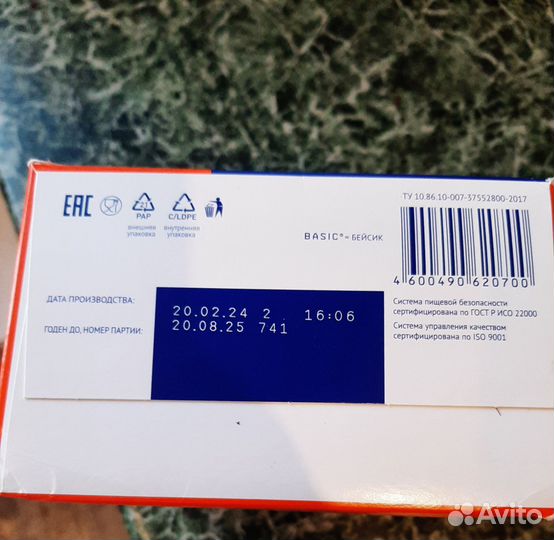 ТУ 10.86.10-007-37552800-2017
EAC
21
PAP
C/LDPE
внешняя
упаковка
внутренняя
упаковка
BASIC® = БЕЙСИК
4 600490 620700
ДАТА ПРОИЗВОДСТВА:
20.02.24 2 16:06
ГОДЕН ДО, НОМЕР ПАРТИИ:
20.08.25 741
Система пищевой безопасности
сертифицирована по ГОСТ Р ИСО 22000
Система управления качеством
сертифицирована по ISO 9001
Avito